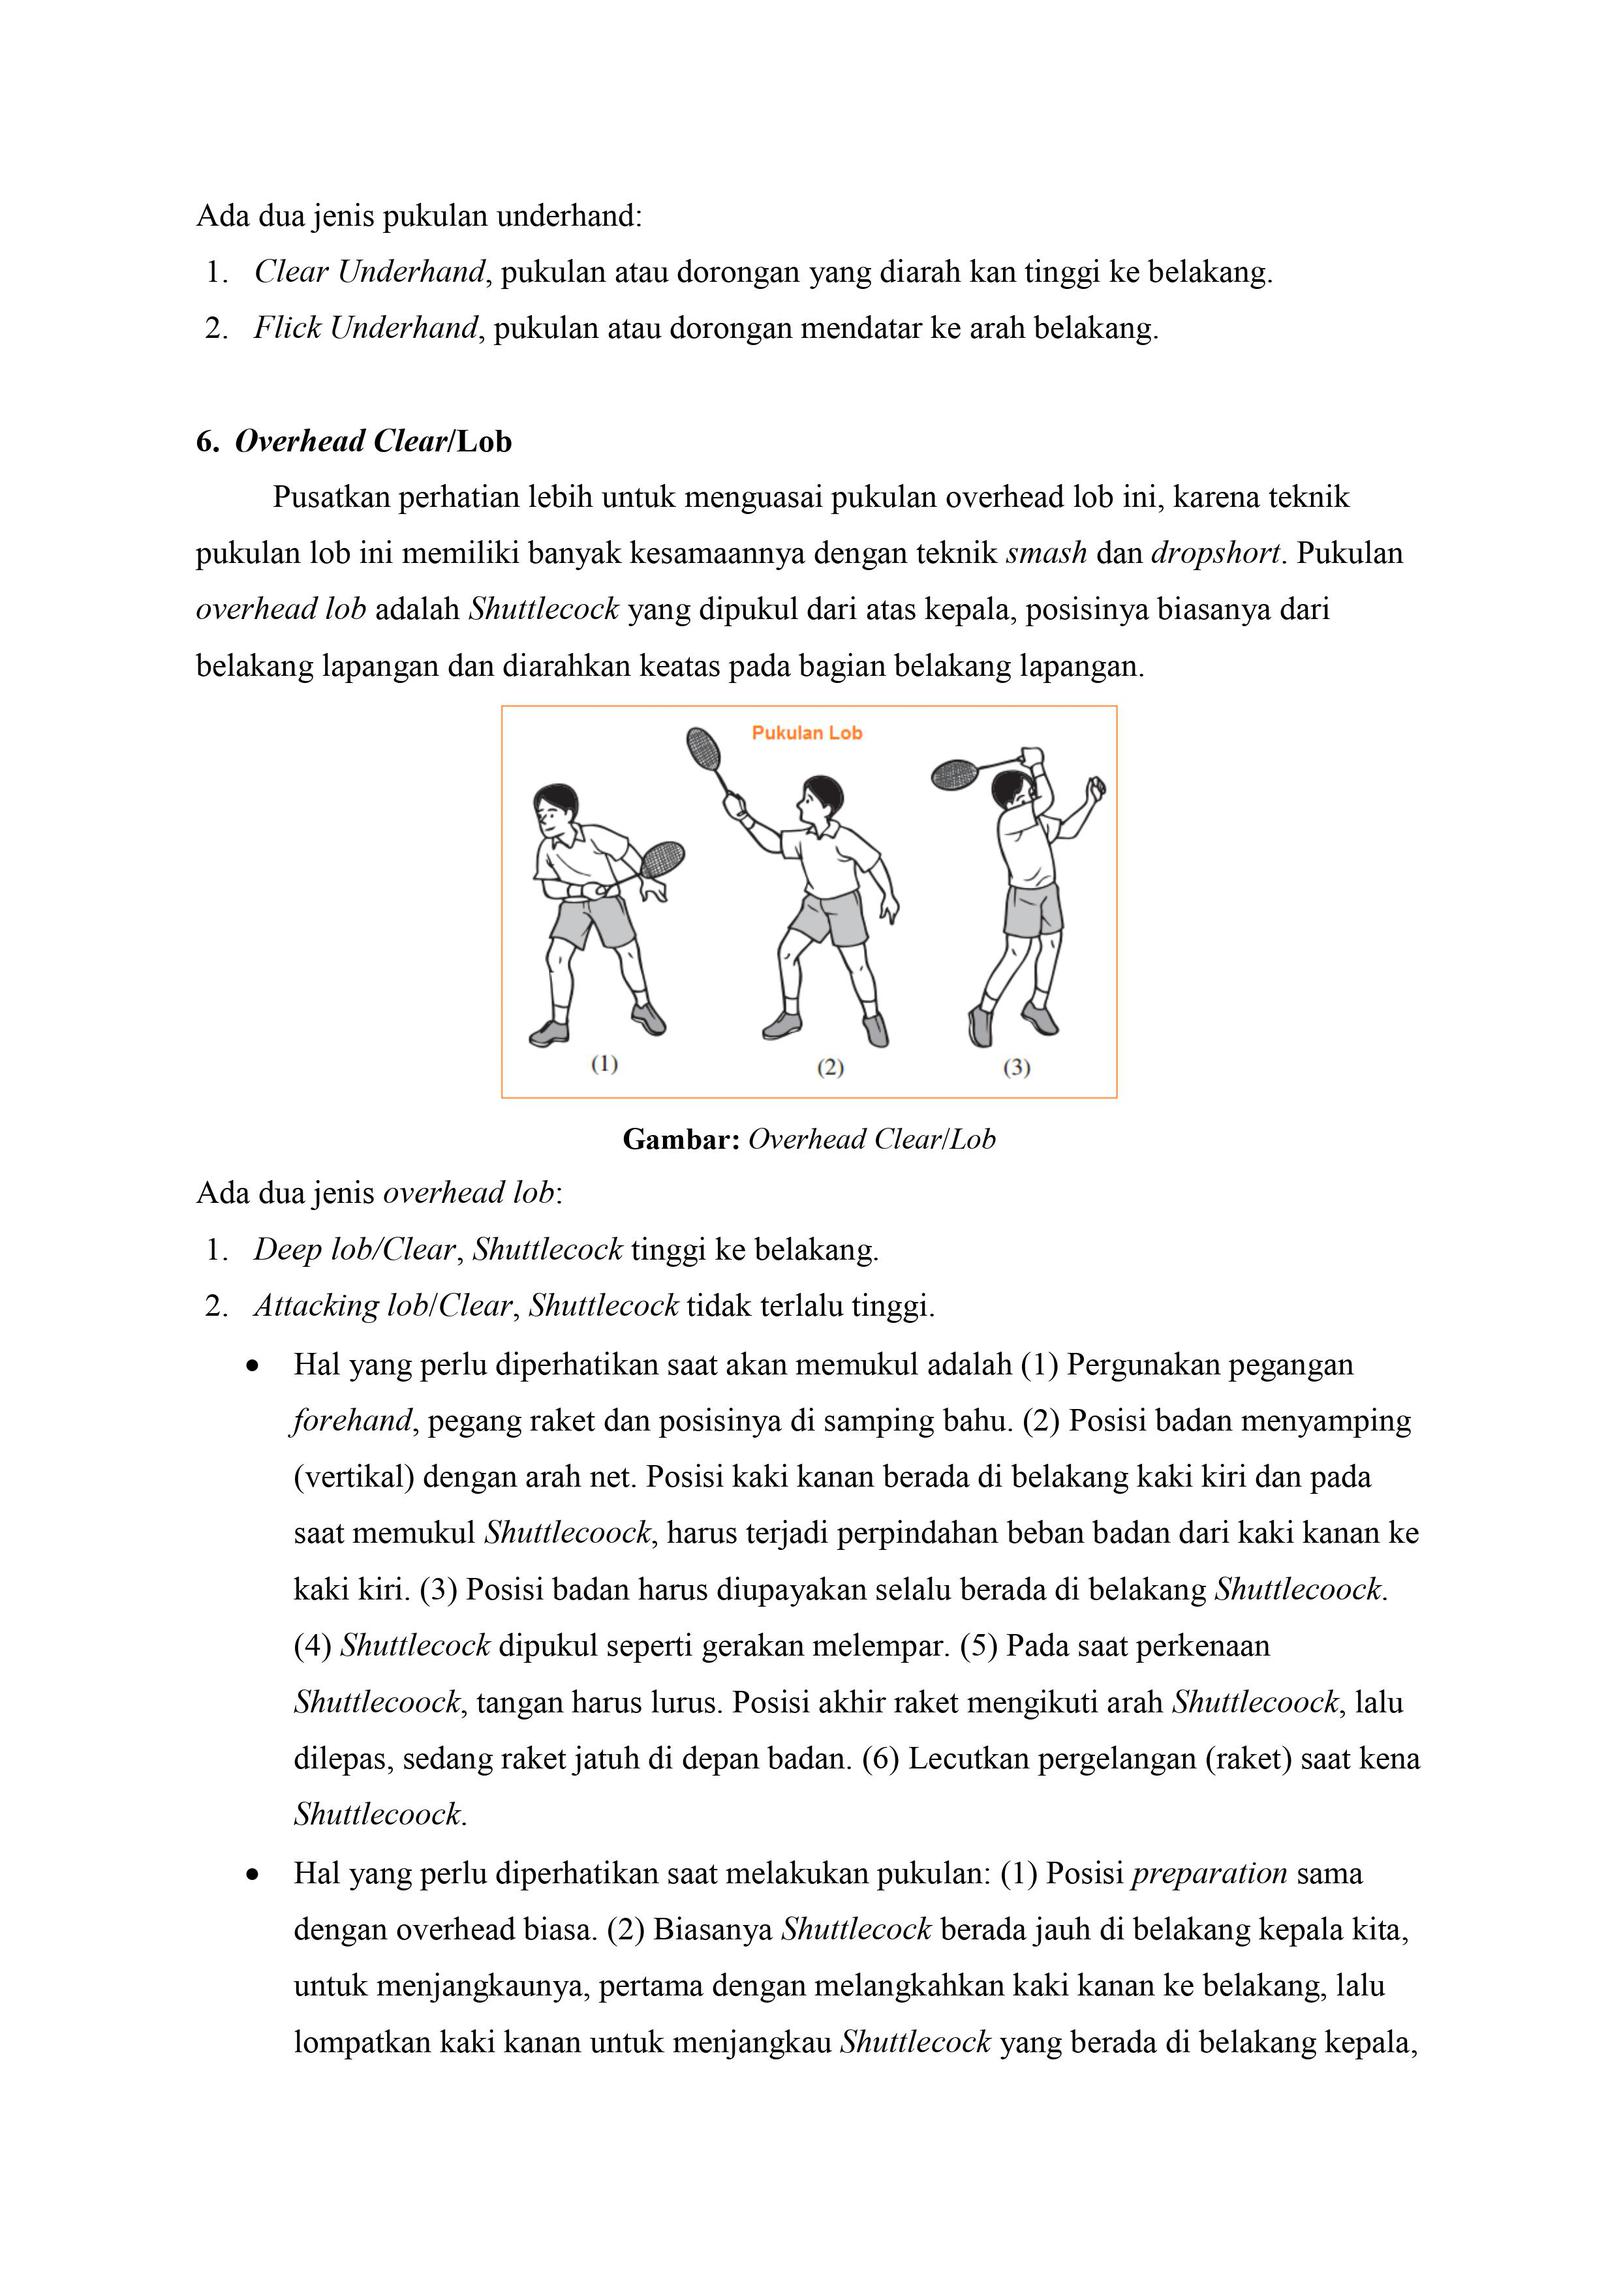 Ada dua jenis pukulan underhand:
1. Clear Underhand, pukulan atau dorongan yang diarah kan tinggi ke belakang.
2. Flick Underhand, pukulan atau dorongan mendatar ke arah belakang.
6. Overhead Clear/Lob
Pusatkan perhatian lebih untuk menguasai pukulan overhead lob ini, karena teknik
pukulan lob ini memiliki banyak kesamaannya dengan teknik smash dan dropshort. Pukulan
overhead lob adalah Shuttlecock yang dipukul dari atas kepala, posisinya biasanya dari
belakang lapangan dan diarahkan keatas pada bagian belakang lapangan.
Pukulan Lob
(1)
(2)
(3)
Gambar: Overhead Clear/Lob
Ada dua jenis overhead lob:
1. Deep lob/Clear, Shuttlecock tinggi ke belakang.
2. Attacking lob/Clear, Shuttlecock tidak terlalu tinggi.
• Hal yang perlu diperhatikan saat akan memukul adalah (1) Pergunakan pegangan
forehand, pegang raket dan posisinya di samping bahu. (2) Posisi badan menyamping
(vertikal) dengan arah net. Posisi kaki kanan berada di belakang kaki kiri dan pada
saat memukul Shuttlecoock, harus terjadi perpindahan beban badan dari kaki kanan ke
kaki kiri. (3) Posisi badan harus diupayakan selalu berada di belakang Shuttlecoock.
(4) Shuttlecock dipukul seperti gerakan melempar. (5) Pada saat perkenaan
Shuttlecoock, tangan harus lurus. Posisi akhir raket mengikuti arah Shuttlecoock, lalu
dilepas, sedang raket jatuh di depan badan. (6) Lecutkan pergelangan (raket) saat kena
Shuttlecoock.
• Hal yang perlu diperhatikan saat melakukan pukulan: (1) Posisi preparation sama
dengan overhead biasa. (2) Biasanya Shuttlecock berada jauh di belakang kepala kita,
untuk menjangkaunya, pertama dengan melangkahkan kaki kanan ke belakang, lalu
lompatkan kaki kanan untuk menjangkau Shuttlecock yang berada di belakang kepala,